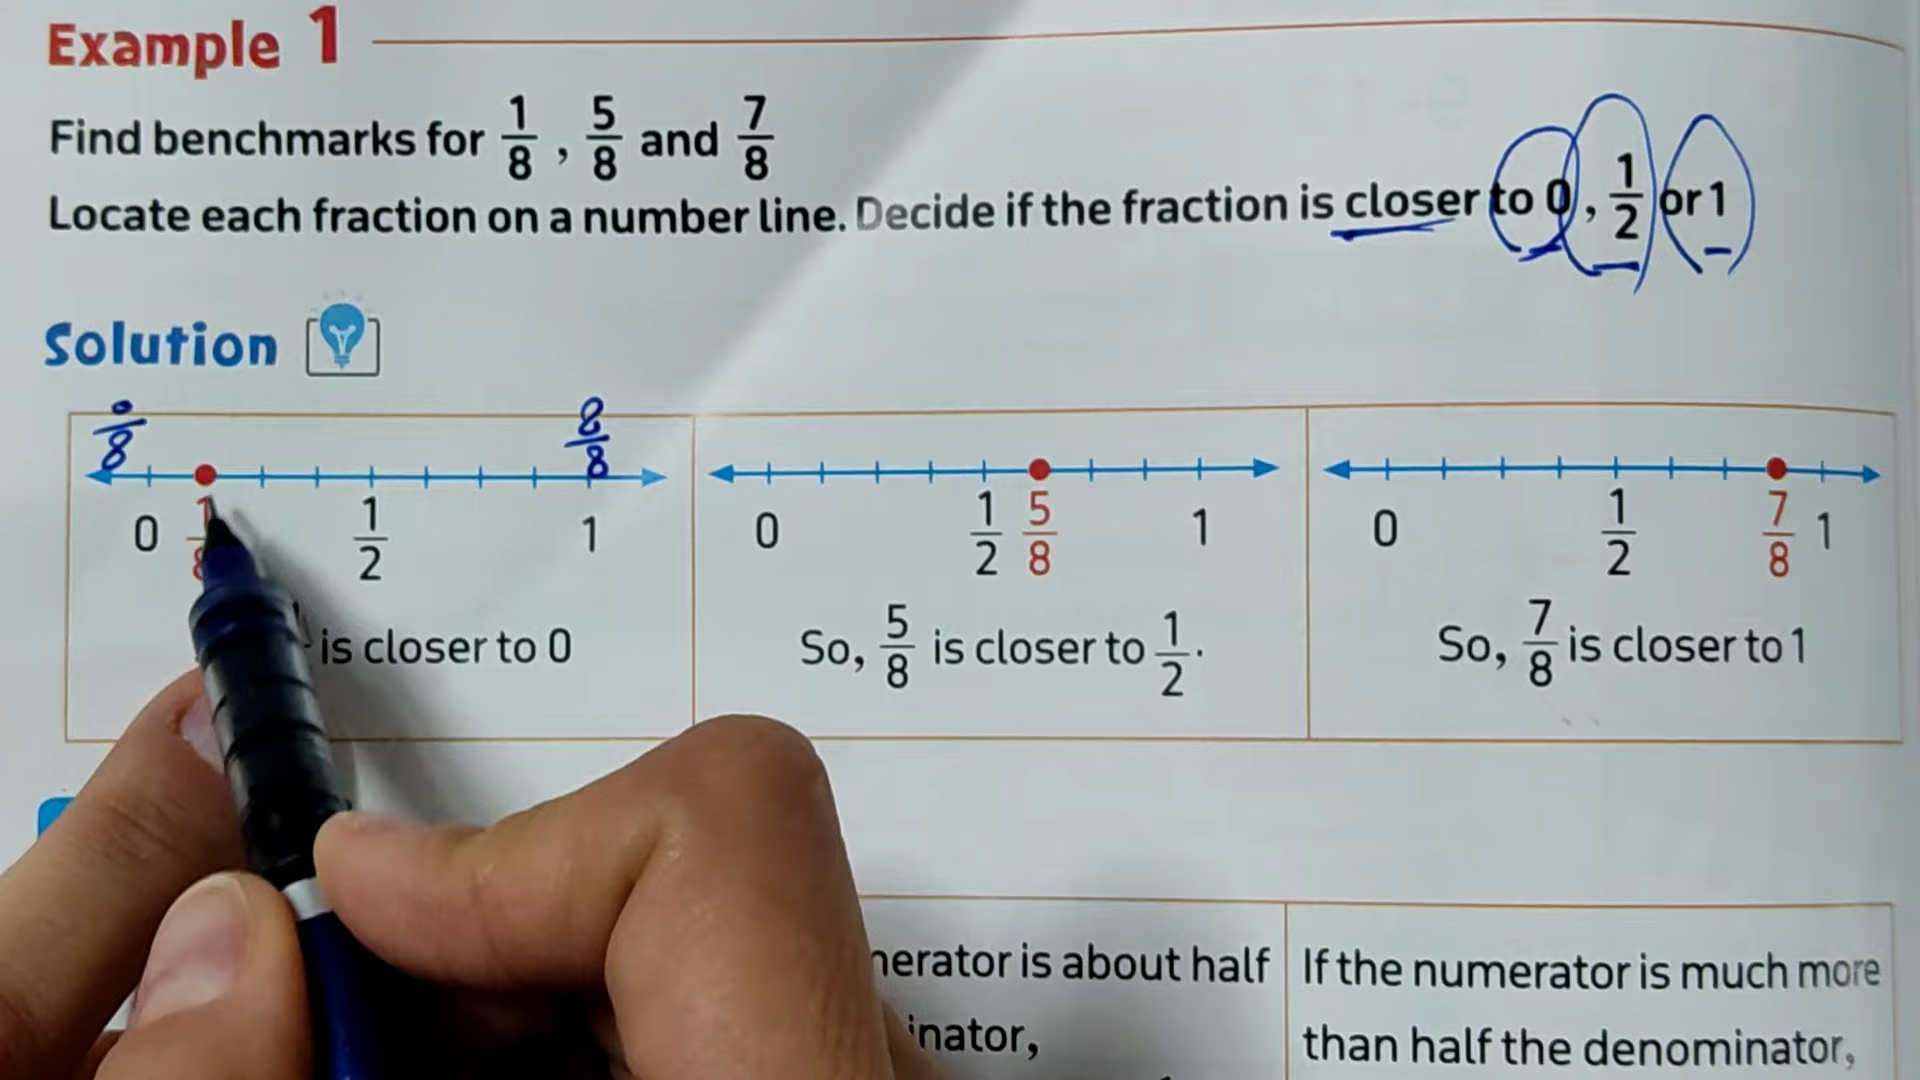 Example 1
Find benchmarks for 1/8 , 5/8 and 7/8
Locate each fraction on a number line. Decide if the fraction is closer to 0 , 1/2 or 1
Solution
0/8 8/8
0 1/8 1/2 1
0 1/2 5/8 1
0 1/2 7/8 1
is closer to 0
So, 5/8 is closer to 1/2.
So, 7/8 is closer to 1
is about half
If the numerator is much more
than half the denominator,